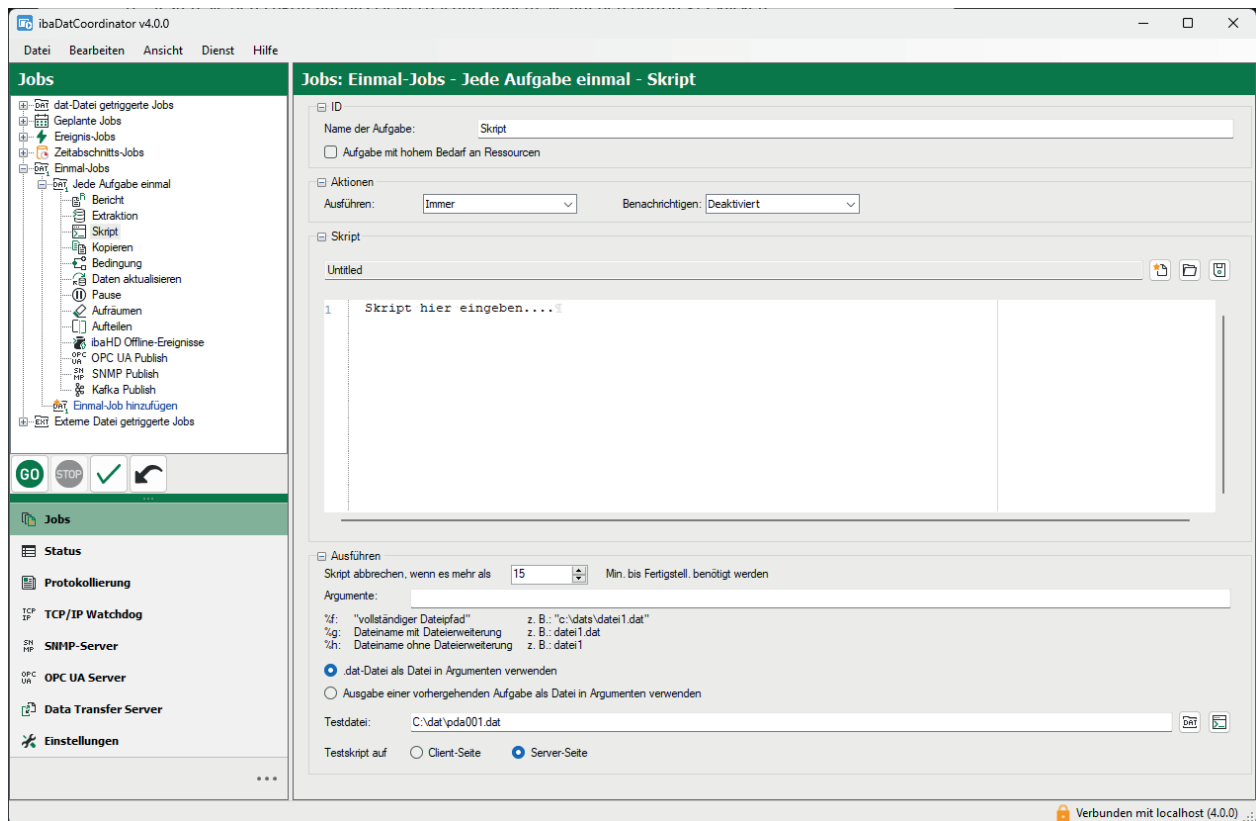 ibaDatCoordinator v4.0.0
Datei Bearbeiten Ansicht Dienst Hilfe
Jobs
dat-Datei getriggerte Jobs
Geplante Jobs
Ereignis-Jobs
Zeitabschnitts-Jobs
Einmal-Jobs
Jede Aufgabe einmal
Bericht
Extraktion
Skript
Kopieren
Bedingung
Daten aktualisieren
Pause
Aufräumen
Aufteilen
ibaHD Offline-Ereignisse
OPC UA Publish
SNMP Publish
Kafka Publish
Einmal-Job hinzufügen
Externe Datei getriggerte Jobs
GO STOP
Jobs
Status
Protokollierung
TCP/IP Watchdog
SNMP-Server
OPC UA Server
Data Transfer Server
Einstellungen
Jobs: Einmal-Jobs - Jede Aufgabe einmal - Skript
ID
Name der Aufgabe: Skript
Aufgabe mit hohem Bedarf an Ressourcen
Aktionen
Ausführen: Immer Benachrichtigen: Deaktiviert
Skript
Untitled
1 Skript hier eingeben....¶
Ausführen
Skript abbrechen, wenn es mehr als 15 Min. bis Fertigstell. benötigt werden
Argumente:
%f: "vollständiger Dateipfad" z. B.: "c:\dats\datei1.dat"
%g: Dateiname mit Dateierweiterung z. B.: datei1.dat
%h: Dateiname ohne Dateierweiterung z. B.: datei1
.dat-Datei als Datei in Argumenten verwenden
Ausgabe einer vorhergehenden Aufgabe als Datei in Argumenten verwenden
Testdatei: C:\dat\pda001.dat DAT
Testskript auf Client-Seite Server-Seite
Verbunden mit localhost (4.0.0)